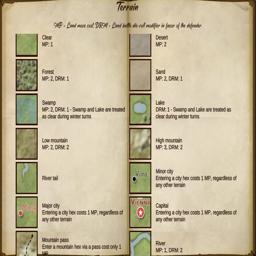 Terrain
MP - Land move cost, DRM - Land battle die roll modifier in favor of the defender
Clear
MP: 1
Forest
MP: 2, DRM: 1
Swamp
MP: 2, DRM: 1 - Swamp and Lake are treated
as clear during winter turns
Low mountain
MP: 2, DRM: 2
River tail
Major city
Entering a city hex costs 1 MP, regardless of
any other terrain
Mountain pass
Enter a mountain hex via a pass cost only 1
MP
Desert
MP: 2
Sand
MP: 2, DRM: 1
Lake
DRM: 1 - Swamp and Lake are treated as
clear during winter turns
High mountain
MP: 3, DRM: 2
Minor city
Entering a city hex costs 1 MP, regardless of
any other terrain
VIENNA
Capital
Entering a city hex costs 1 MP, regardless of
any other terrain
River
MP: 1, DRM: 2